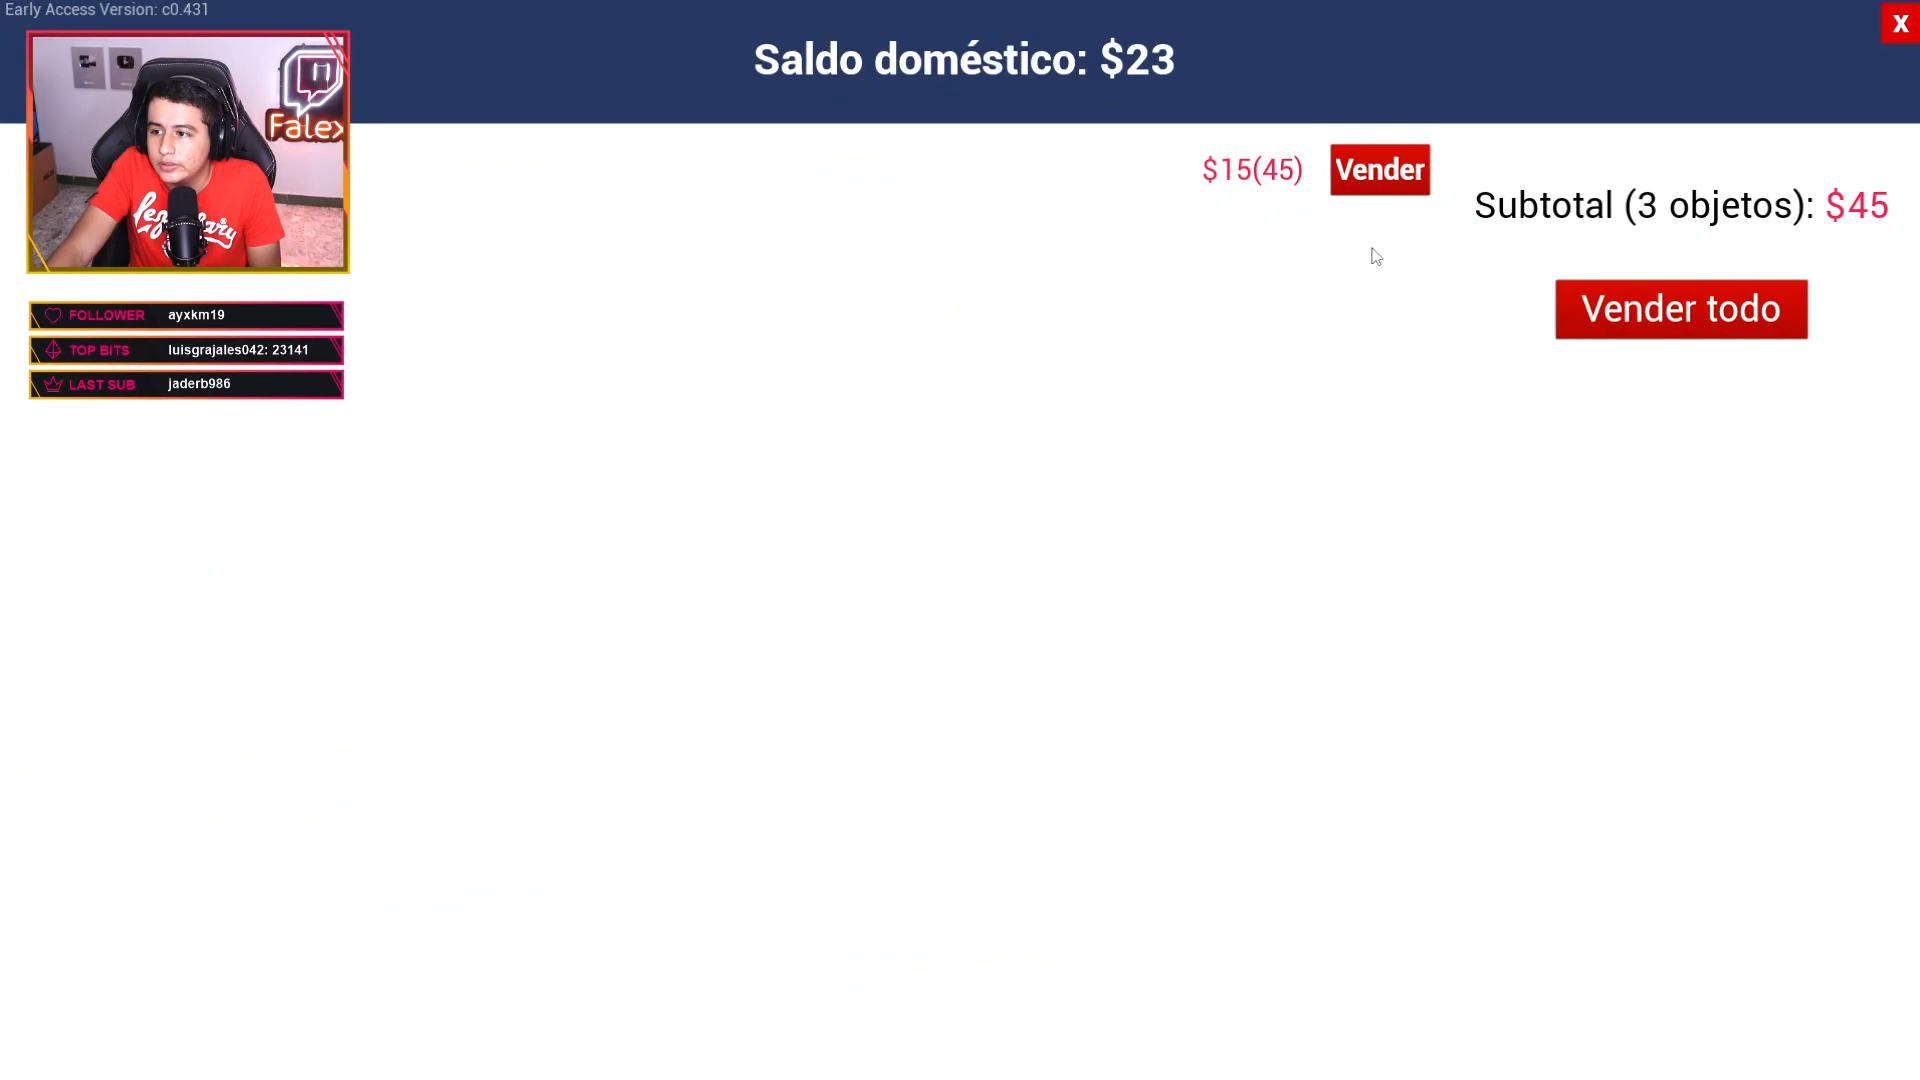 Early Access Version: c0.431
X
Saldo doméstico: $23
Falex
$15(45)
Vender
Subtotal (3 objetos): $45
Vender todo
FOLLOWER ayxkm19
TOP BITS luisgrajales042: 23141
LAST SUB jaderb986